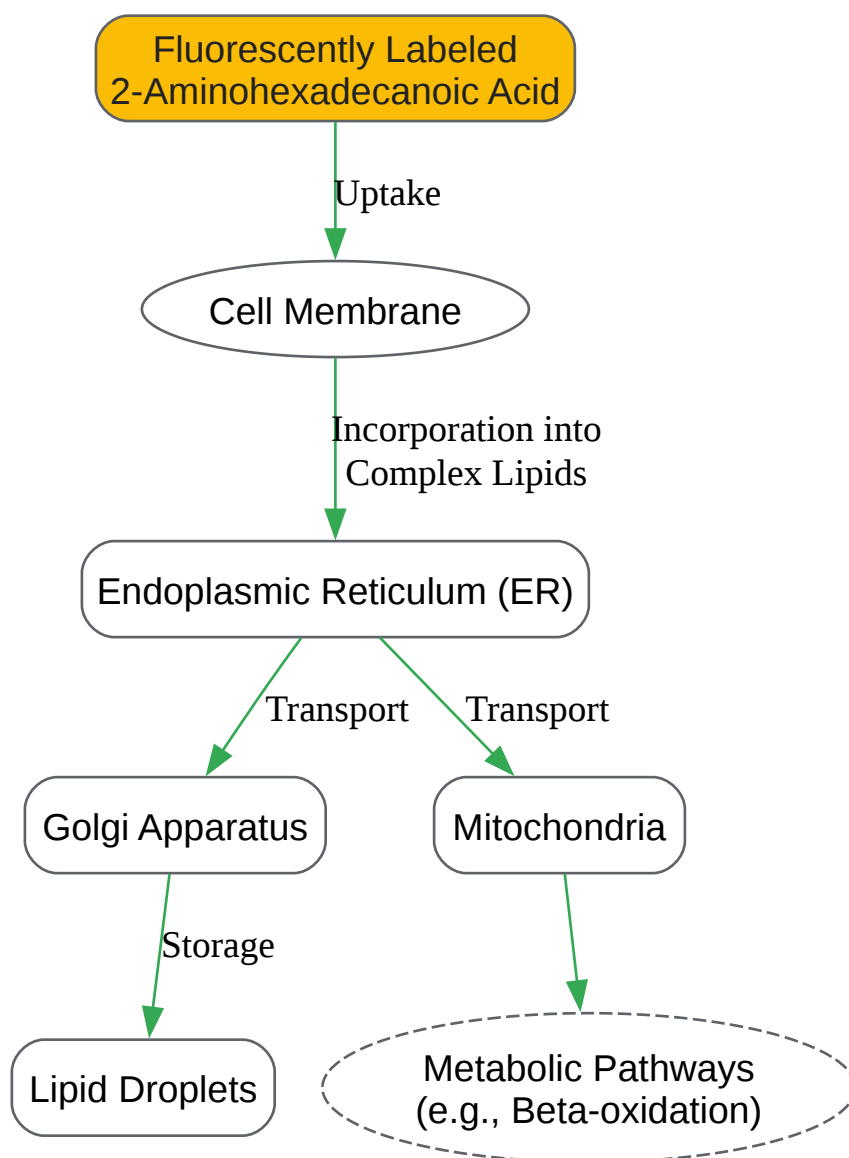 Fluorescently Labeled
2-Aminohexadecanoic Acid
Uptake
Cell Membrane
Incorporation into
Complex Lipids
Endoplasmic Reticulum (ER)
Transport
Transport
Golgi Apparatus
Mitochondria
Storage
Lipid Droplets
Metabolic Pathways
(e.g., Beta-oxidation)